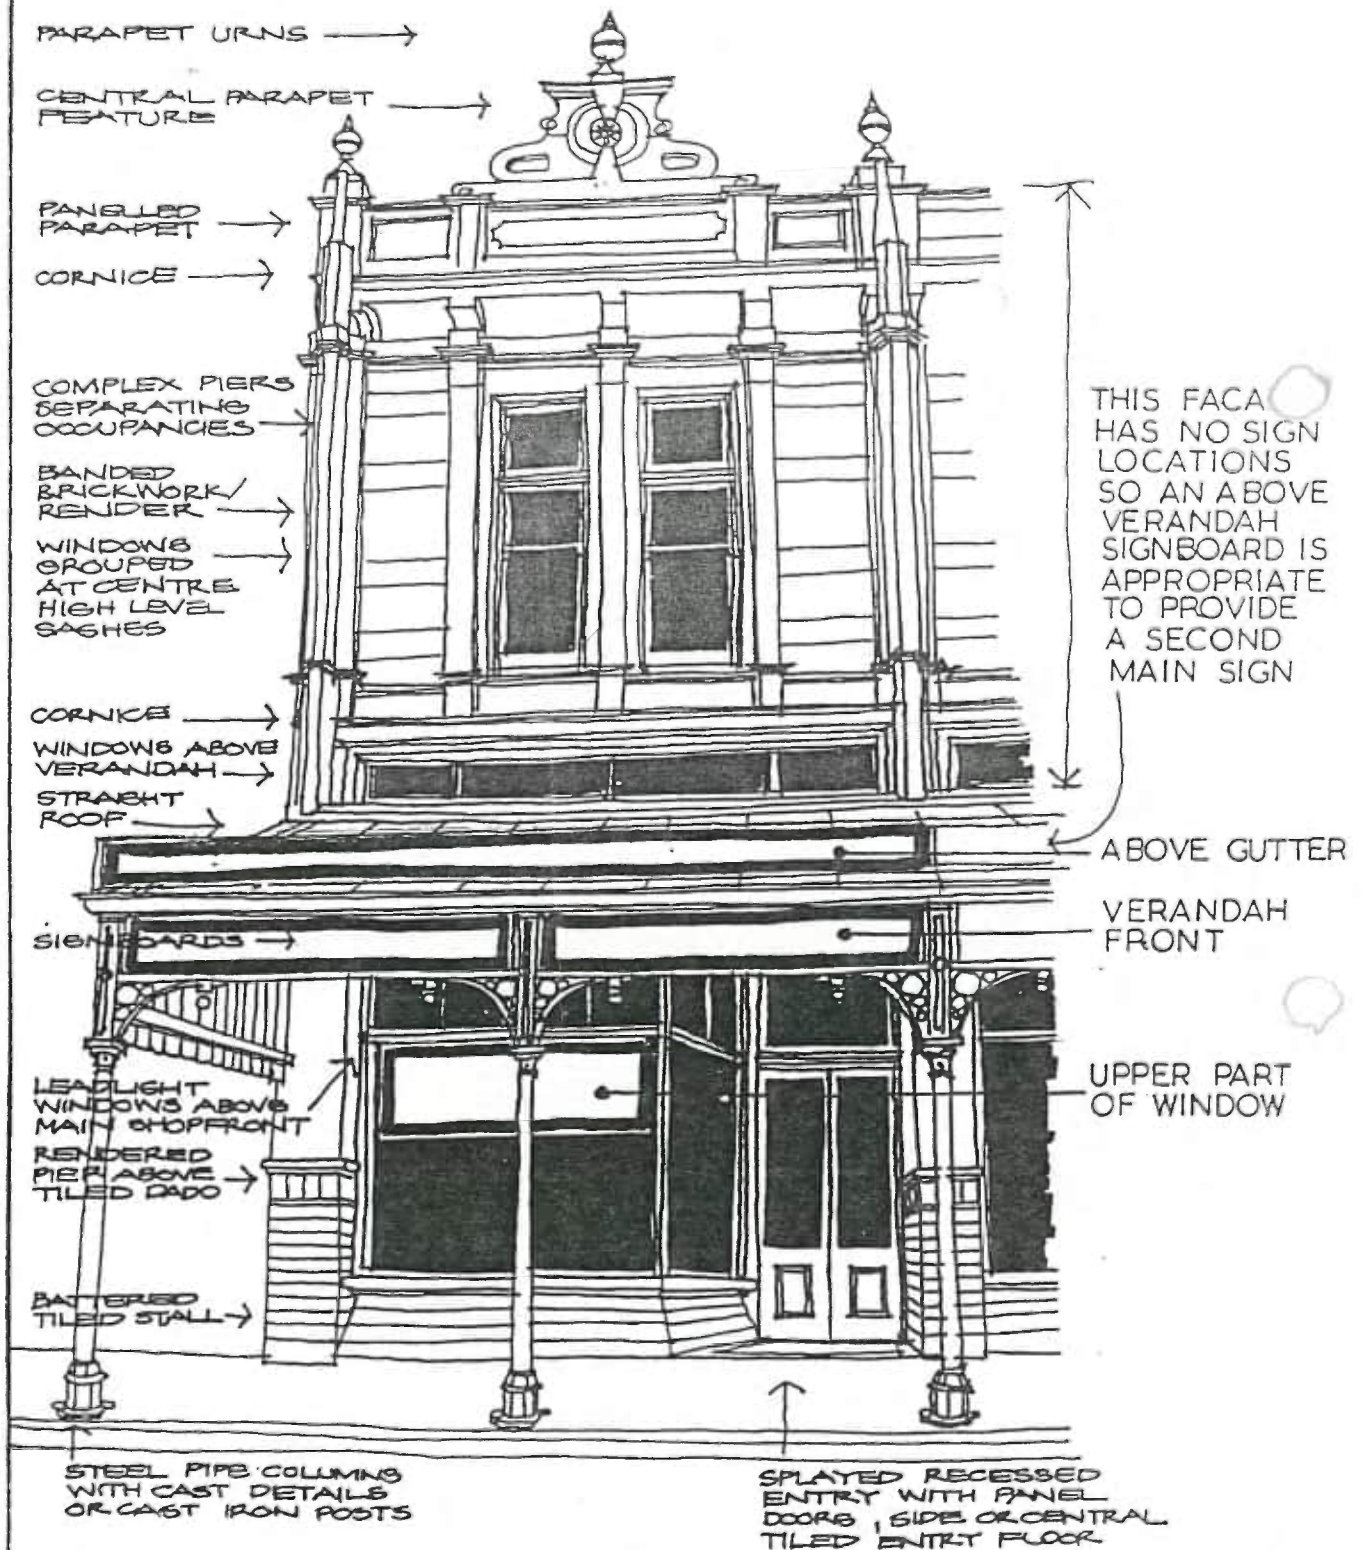 PARAPET URNS
CENTRAL PARAPET
FEATURE
PANELLED
PARAPET
CORNICE
COMPLEX PIERS
SEPARATING
OCCUPANCIES
BANDED
BRICKWORK/
RENDER
WINDOWS
GROUPED
AT CENTRE
HIGH LEVEL
SASHES
CORNICE
WINDOWS ABOVE
VERANDAH
STRAIGHT
ROOF
SIGNBOARDS
LEADLIGHT
WINDOWS ABOVE
MAIN SHOPFRONT
RENDERED
PIER ABOVE
TILED DADO
BATTERED
TILED STALL
STEEL PIPE COLUMNS
WITH CAST DETAILS
OR CAST IRON POSTS
THIS FACA
HAS NO SIGN
LOCATIONS
SO AN ABOVE
VERANDAH
SIGNBOARD IS
APPROPRIATE
TO PROVIDE
A SECOND
MAIN SIGN
ABOVE GUTTER
VERANDAH
FRONT
UPPER PART
OF WINDOW
SPLAYED RECESSED
ENTRY WITH PANEL
DOORS, SIDE OR CENTRAL
TILED ENTRY FLOOR